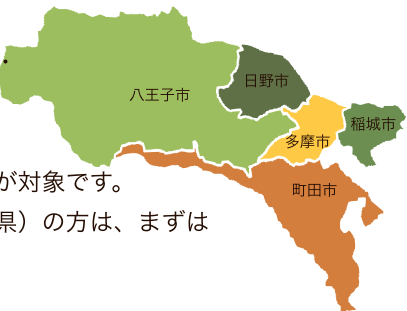 日野市
八王子市
稲城市
多摩市
が対象です。
町田市
県）の方は、まずは